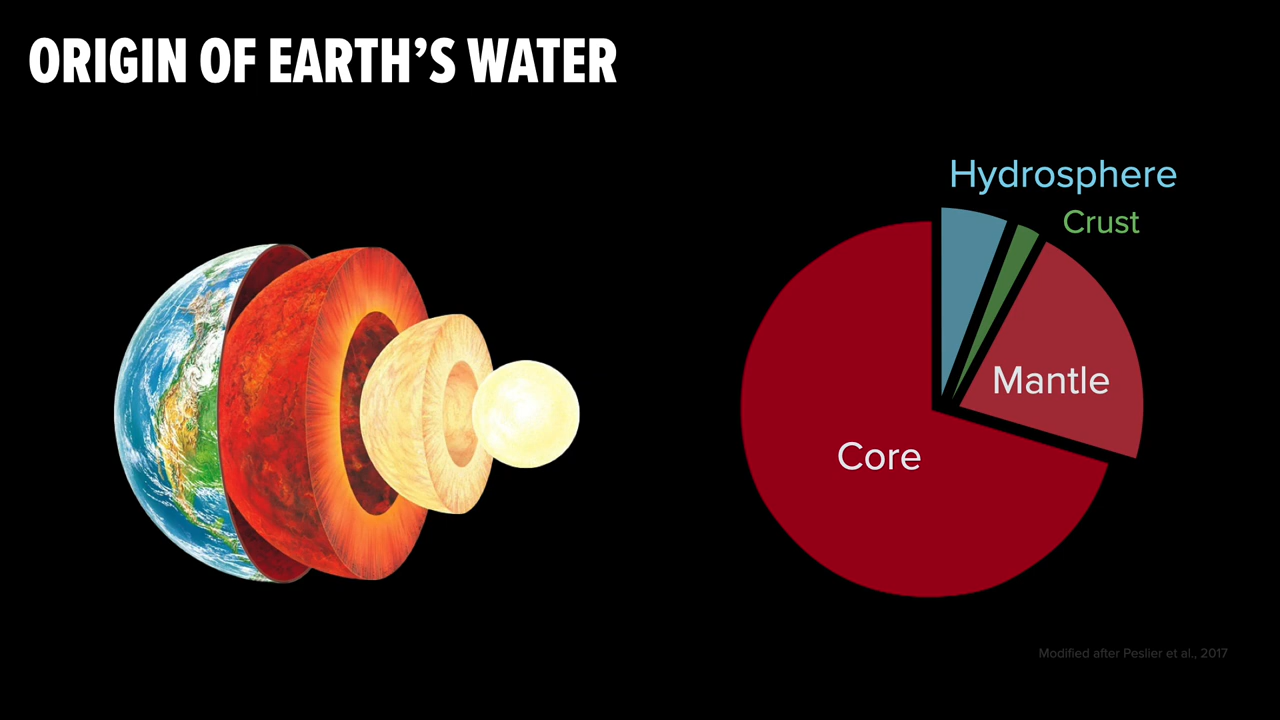 ORIGIN OF EARTH’S WATER
Hydrosphere
Crust
Mantle
Core
Modified after Peslier et al., 2017